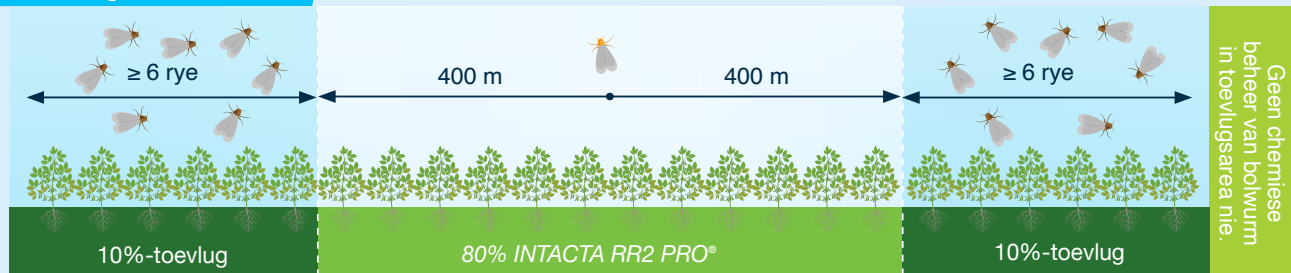 ≥ 6 rye
400 m
400 m
≥ 6 rye
10%-toevlug
80% INTACTA RR2 PRO®
10%-toevlug
Geen chemiese
beheer van bolwurm
in toevlugsarea nie.